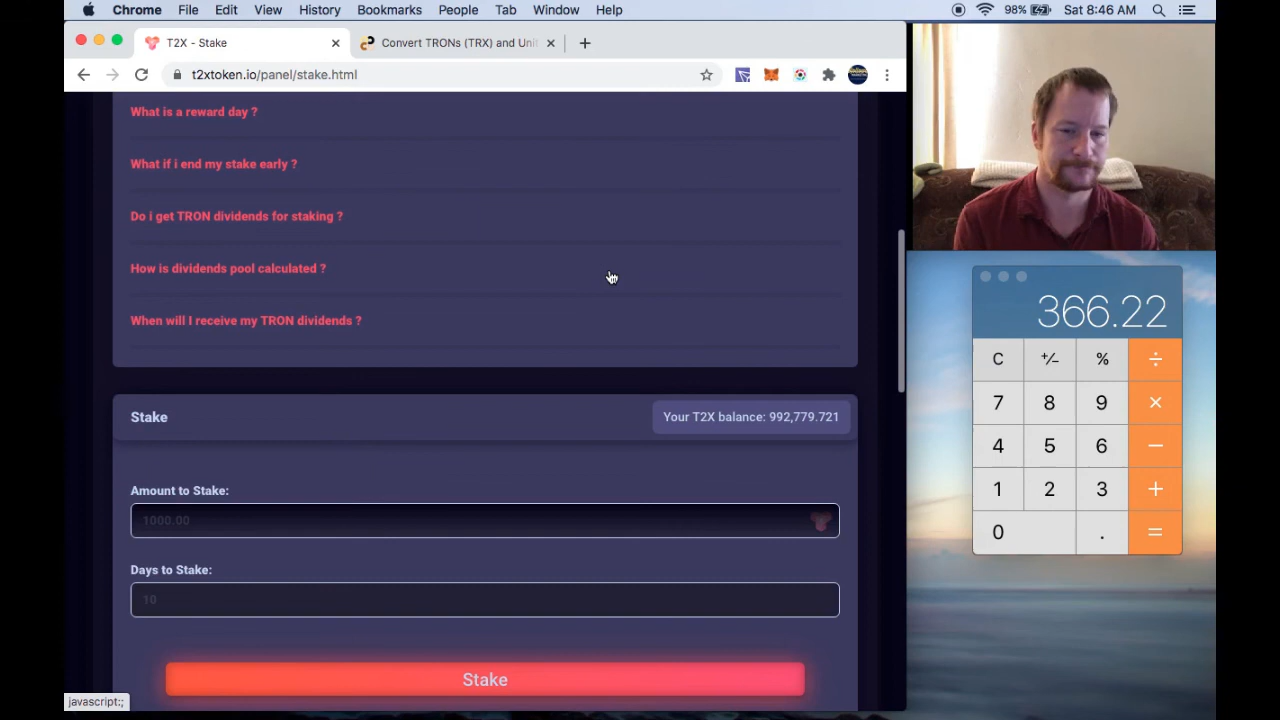 Chrome File Edit View History Bookmarks People Tab Window Help 98% Sat 8:46 AM
T2X - Stake Convert TRONs (TRX) and Uni
t2xtoken.io/panel/stake.html
What is a reward day ?
What if i end my stake early ?
Do i get TRON dividends for staking ?
How is dividends pool calculated ?
When will I receive my TRON dividends ?
Stake Your T2X balance: 992,779.721
Amount to Stake:
1000.00
Days to Stake:
10
Stake
javascript:;
366.22
C +/− % ÷
7 8 9 ×
4 5 6 −
1 2 3 +
0 . =